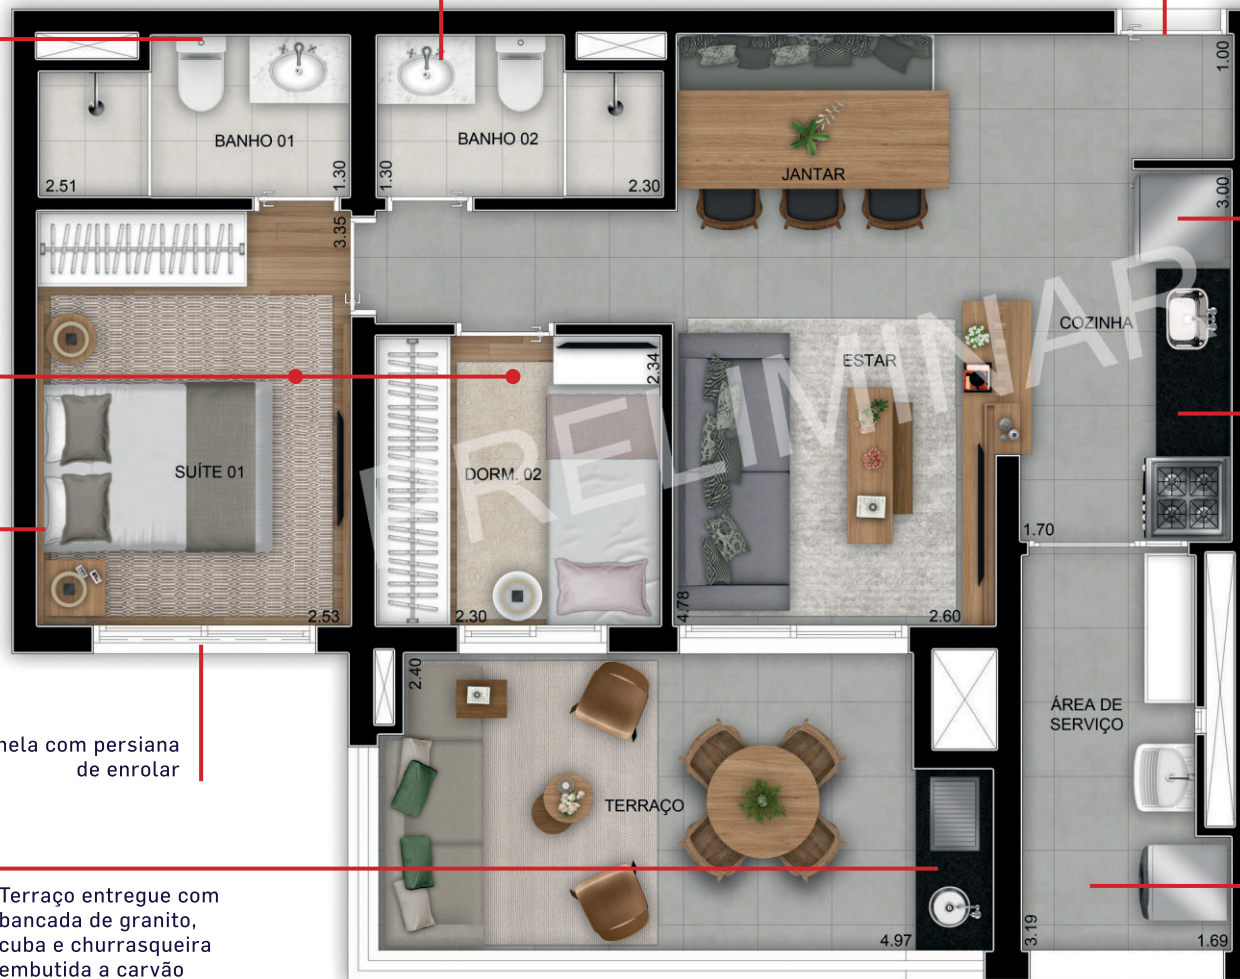 1.00
BANHO 01
BANHO 02
JANTAR
2.51
1.30
1.30
2.30
3.00
3.35
COZINHA
ESTAR
2.34
PRELIMINAR
SUÍTE 01
DORM. 02
1.70
2.53
2.30
4.78
2.60
2.40
ÁREA DE
SERVIÇO
nela com persiana
de enrolar
TERRAÇO
Terraço entregue com
bancada de granito,
cuba e churrasqueira
embutida a carvão
4.97
3.19
1.69